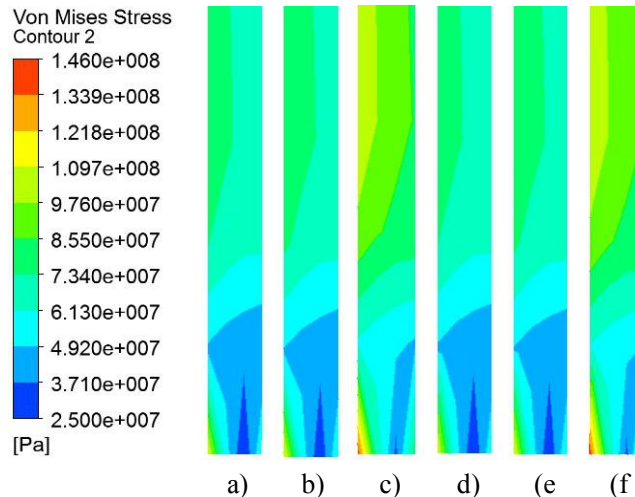 Von Mises Stress
Contour 2
1.460e+008
1.339e+008
1.218e+008
1.097e+008
9.760e+007
8.550e+007
7.340e+007
6.130e+007
4.920e+007
3.710e+007
2.500e+007
[Pa]
a) b) c) d) (e (f